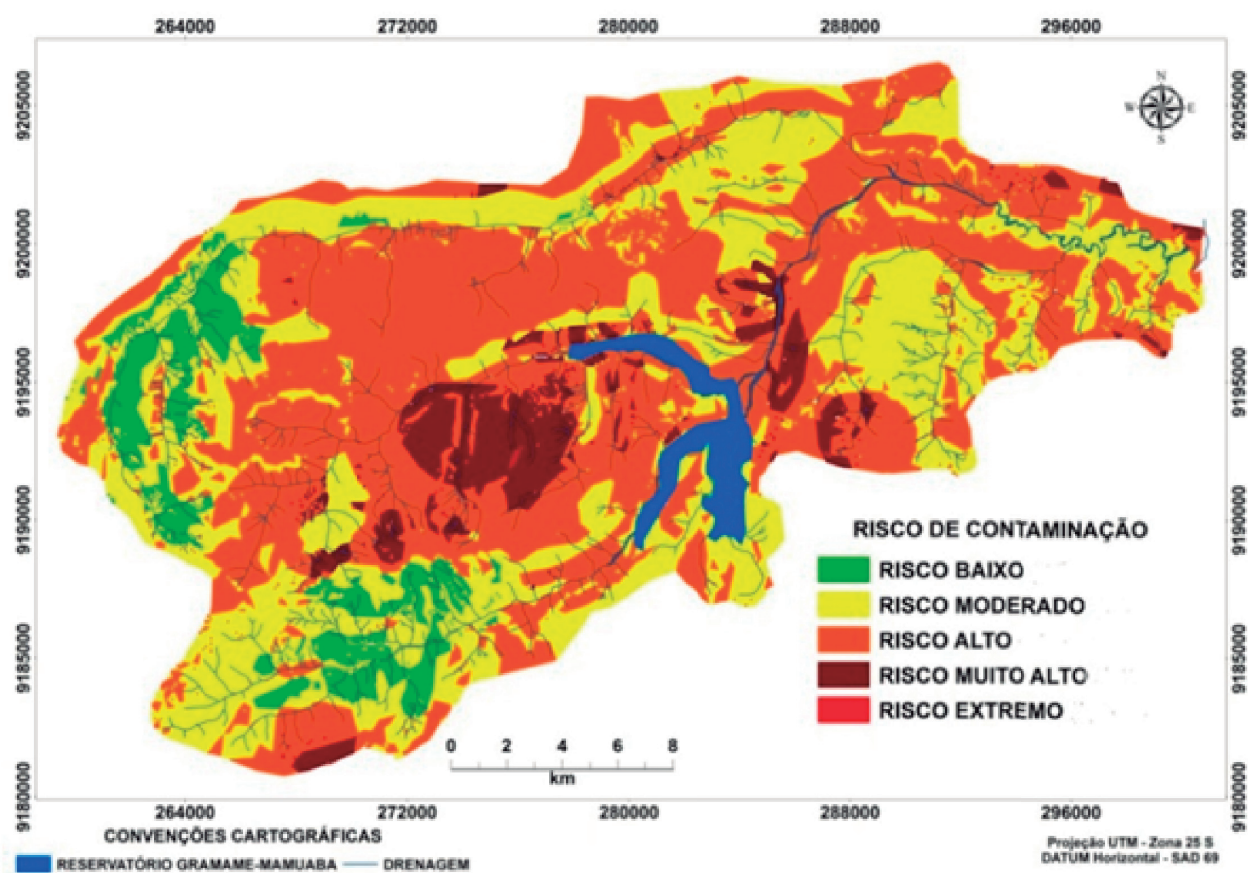 264000 272000 280000 288000 296000
9205000 9205000
N
W E
S
9200000 9200000
9195000 9195000
9190000 9190000
RISCO DE CONTAMINAÇÃO
RISCO BAIXO
RISCO MODERADO
RISCO ALTO
RISCO MUITO ALTO
RISCO EXTREMO
9185000 9185000
0 2 4 6 8
km
9180000 9180000
264000 272000 280000 288000 296000
CONVENÇÕES CARTOGRÁFICAS
RESERVATÓRIO GRAMAME-MAMUABA DRENAGEM
Projeção UTM - Zona 25 S
DATUM Horizontal - SAD 69